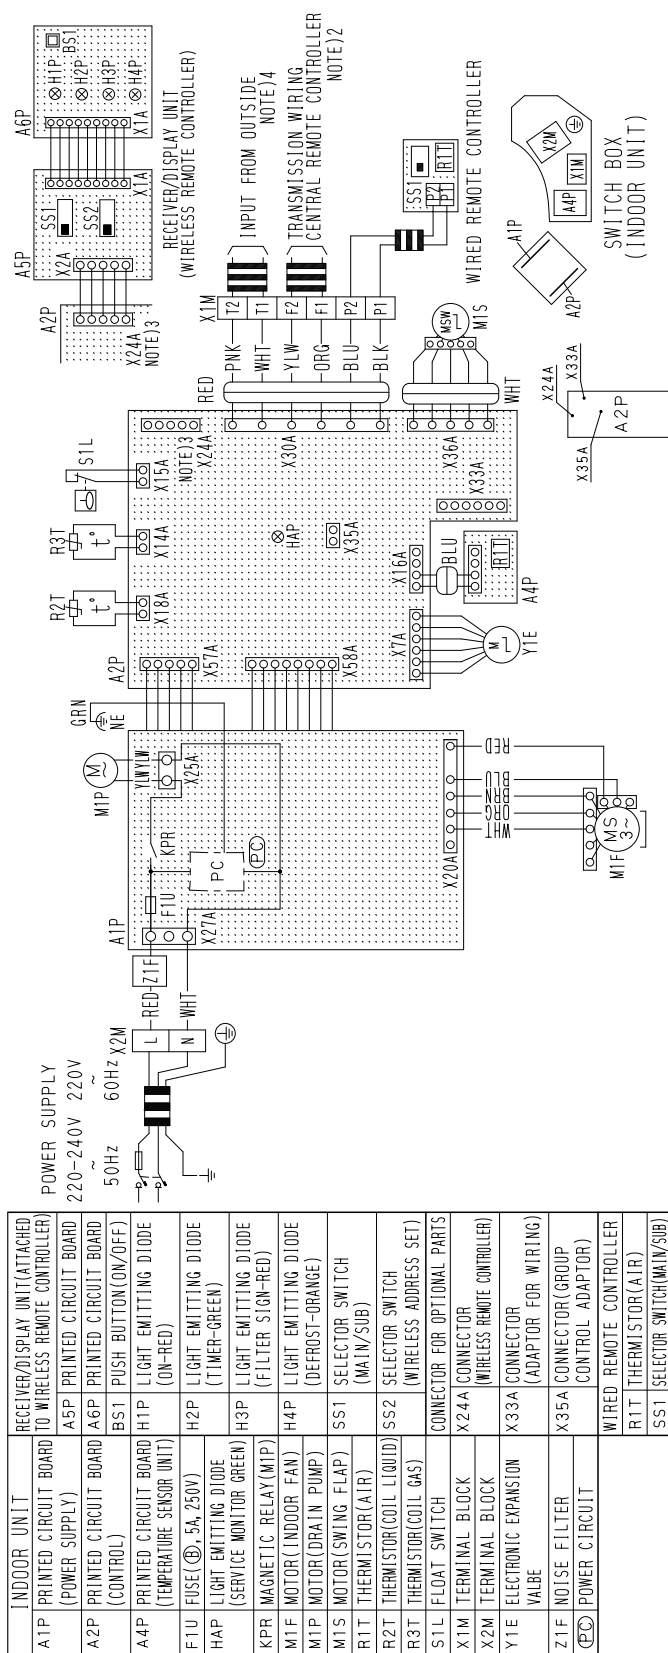 INDOOR UNIT
A1P PRINTED CIRCUIT BOARD
(POWER SUPPLY)
A2P PRINTED CIRCUIT BOARD
(CONTROL)
A4P PRINTED CIRCUIT BOARD
(TEMPERATURE SENSOR UNIT)
F1U FUSE(Ⓑ,5A,250V)
HAP LIGHT EMITTING DIODE
(SERVICE MONITOR GREEN)
KPR MAGNETIC RELAY(M1P)
M1F MOTOR(INDOOR FAN)
M1P MOTOR(DRAIN PUMP)
M1S MOTOR(SWING FLAP)
R1T THERMISTOR(AIR)
R2T THERMISTOR(COIL LIQUID)
R3T THERMISTOR(COIL GAS)
S1L FLOAT SWITCH
X1M TERMINAL BLOCK
X2M TERMINAL BLOCK
Y1E ELECTRONIC EXPANSION
VALBE
Z1F NOISE FILTER
PC POWER CIRCUIT
RECEIVER/DISPLAY UNIT(ATTACHED
TO WIRELESS REMOTE CONTROLLER)
A5P PRINTED CIRCUIT BOARD
A6P PRINTED CIRCUIT BOARD
BS1 PUSH BUTTON(ON/OFF)
H1P LIGHT EMITTING DIODE
(ON-RED)
H2P LIGHT EMITTING DIODE
(TIMER-GREEN)
H3P LIGHT EMITTING DIODE
(FILTER SIGN-RED)
H4P LIGHT EMITTING DIODE
(DEFROST-ORANGE)
SS1 SELECTOR SWITCH
(MAIN/SUB)
SS2 SELECTOR SWITCH
(WIRELESS ADDRESS SET)
CONNECTOR FOR OPTIONAL PARTS
X24A CONNECTOR
(WIRELESS REMOTE CONTROLLER)
X33A CONNECTOR
(ADAPTOR FOR WIRING)
X35A CONNECTOR(GROUP
CONTROL ADAPTOR)
WIRED REMOTE CONTROLLER
R1T THERMISTOR(AIR)
SS1 SELECTOR SWITCH(MAIN/SUB)
POWER SUPPLY
220-240V 220V
~ ~
50Hz 60Hz
X2M
L
N
RED
Z1F
WHT
A1P
X27A
F1U
KPR
PC
PC
M1P
M~
YLW YLW
X25A
GRN
NE
X20A
WHT
ORG
BRN
BLU
RED
M1F
MS
3~
A2P
X57A
X58A
R2T
t°
X18A
R3T
t°
X14A
S1L
X15A
NOTE)3
X24A
HAP
X35A
X7A
M
Y1E
X16A
BLU
A4P
R1T
X33A
X30A
X36A
RED
WHT
MSW
M1S
PNK
WHT
YLW
ORG
BLU
BLK
X1M
T2
T1
F2
F1
P2
P1
INPUT FROM OUTSIDE
NOTE)4
TRANSMISSION WIRING
CENTRAL REMOTE CONTROLLER
NOTE)2
SS1
P2
P1
R1T
WIRED REMOTE CONTROLLER
A2P
X24A
NOTE)3
A5P
X2A
SS1
SS2
X1A
A6P
X1A
H1P
H2P
H3P
H4P
BS1
RECEIVER/DISPLAY UNIT
(WIRELESS REMOTE CONTROLLER)
X24A
X33A
X35A
A2P
A1P
A2P
A4P
X1M
X2M
SWITCH BOX
(INDOOR UNIT)